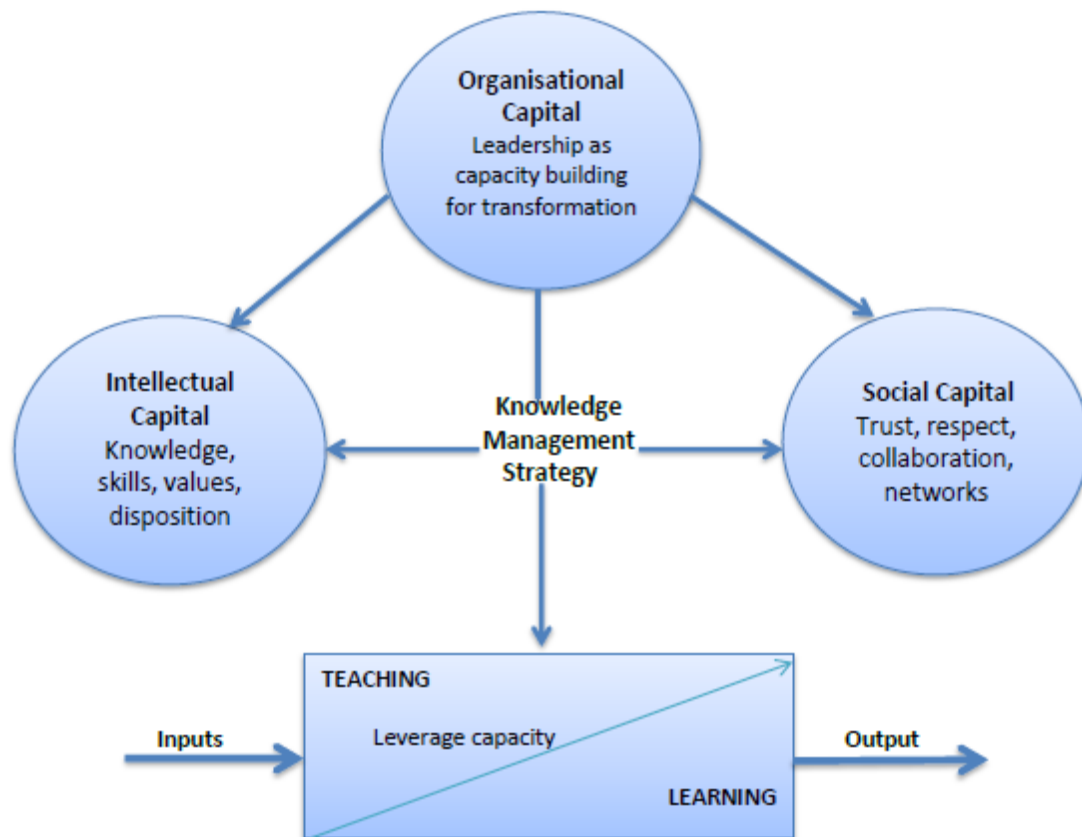 Organisational
Capital
Leadership as
capacity building
for transformation
Intellectual
Capital
Knowledge,
skills, values,
disposition
Knowledge
Management
Strategy
Social Capital
Trust, respect,
collaboration,
networks
TEACHING
Leverage capacity
LEARNING
Inputs
Output